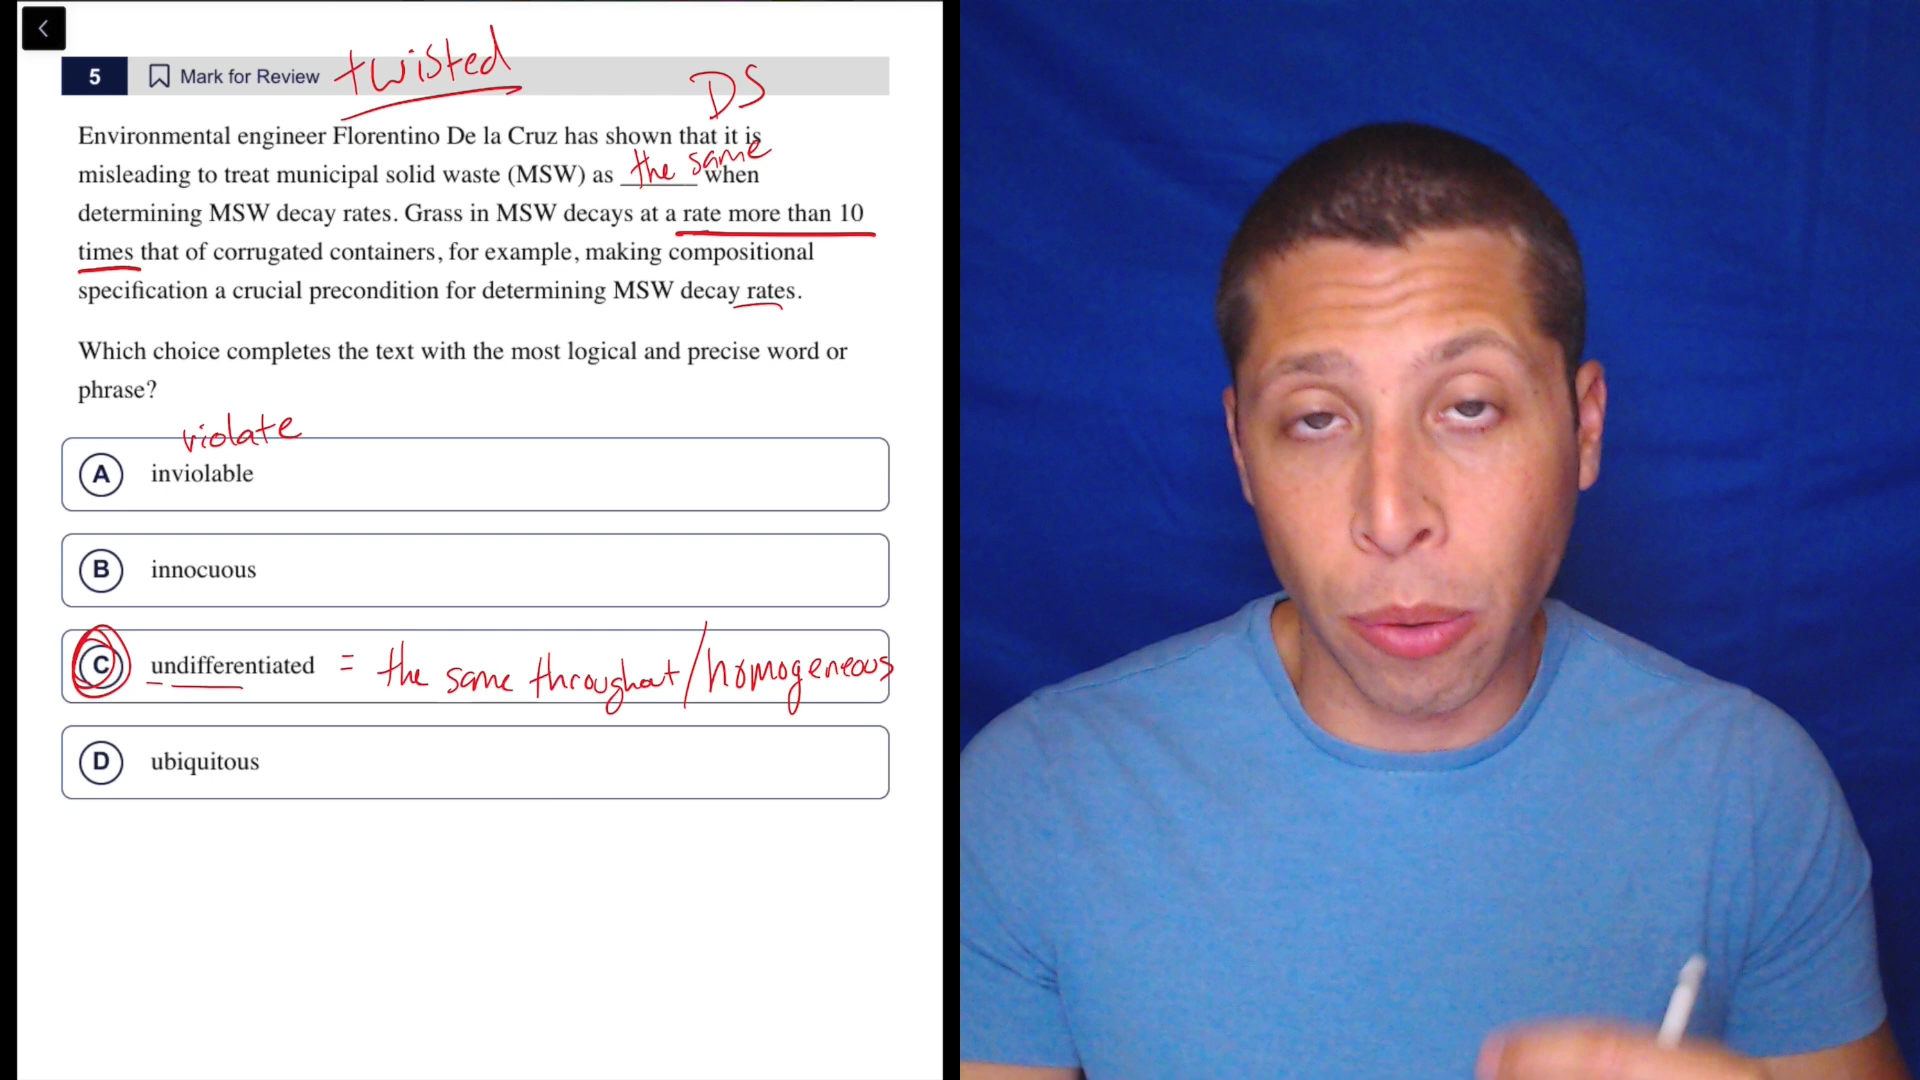 twisted
5 Mark for Review
DS
Environmental engineer Florentino De la Cruz has shown that it is
the same
misleading to treat municipal solid waste (MSW) as ______ when
determining MSW decay rates. Grass in MSW decays at a rate more than 10
times that of corrugated containers, for example, making compositional
specification a crucial precondition for determining MSW decay rates.
Which choice completes the text with the most logical and precise word or
phrase?
violate
A inviolable
B innocuous
C undifferentiated = the same throughout/homogeneous
D ubiquitous